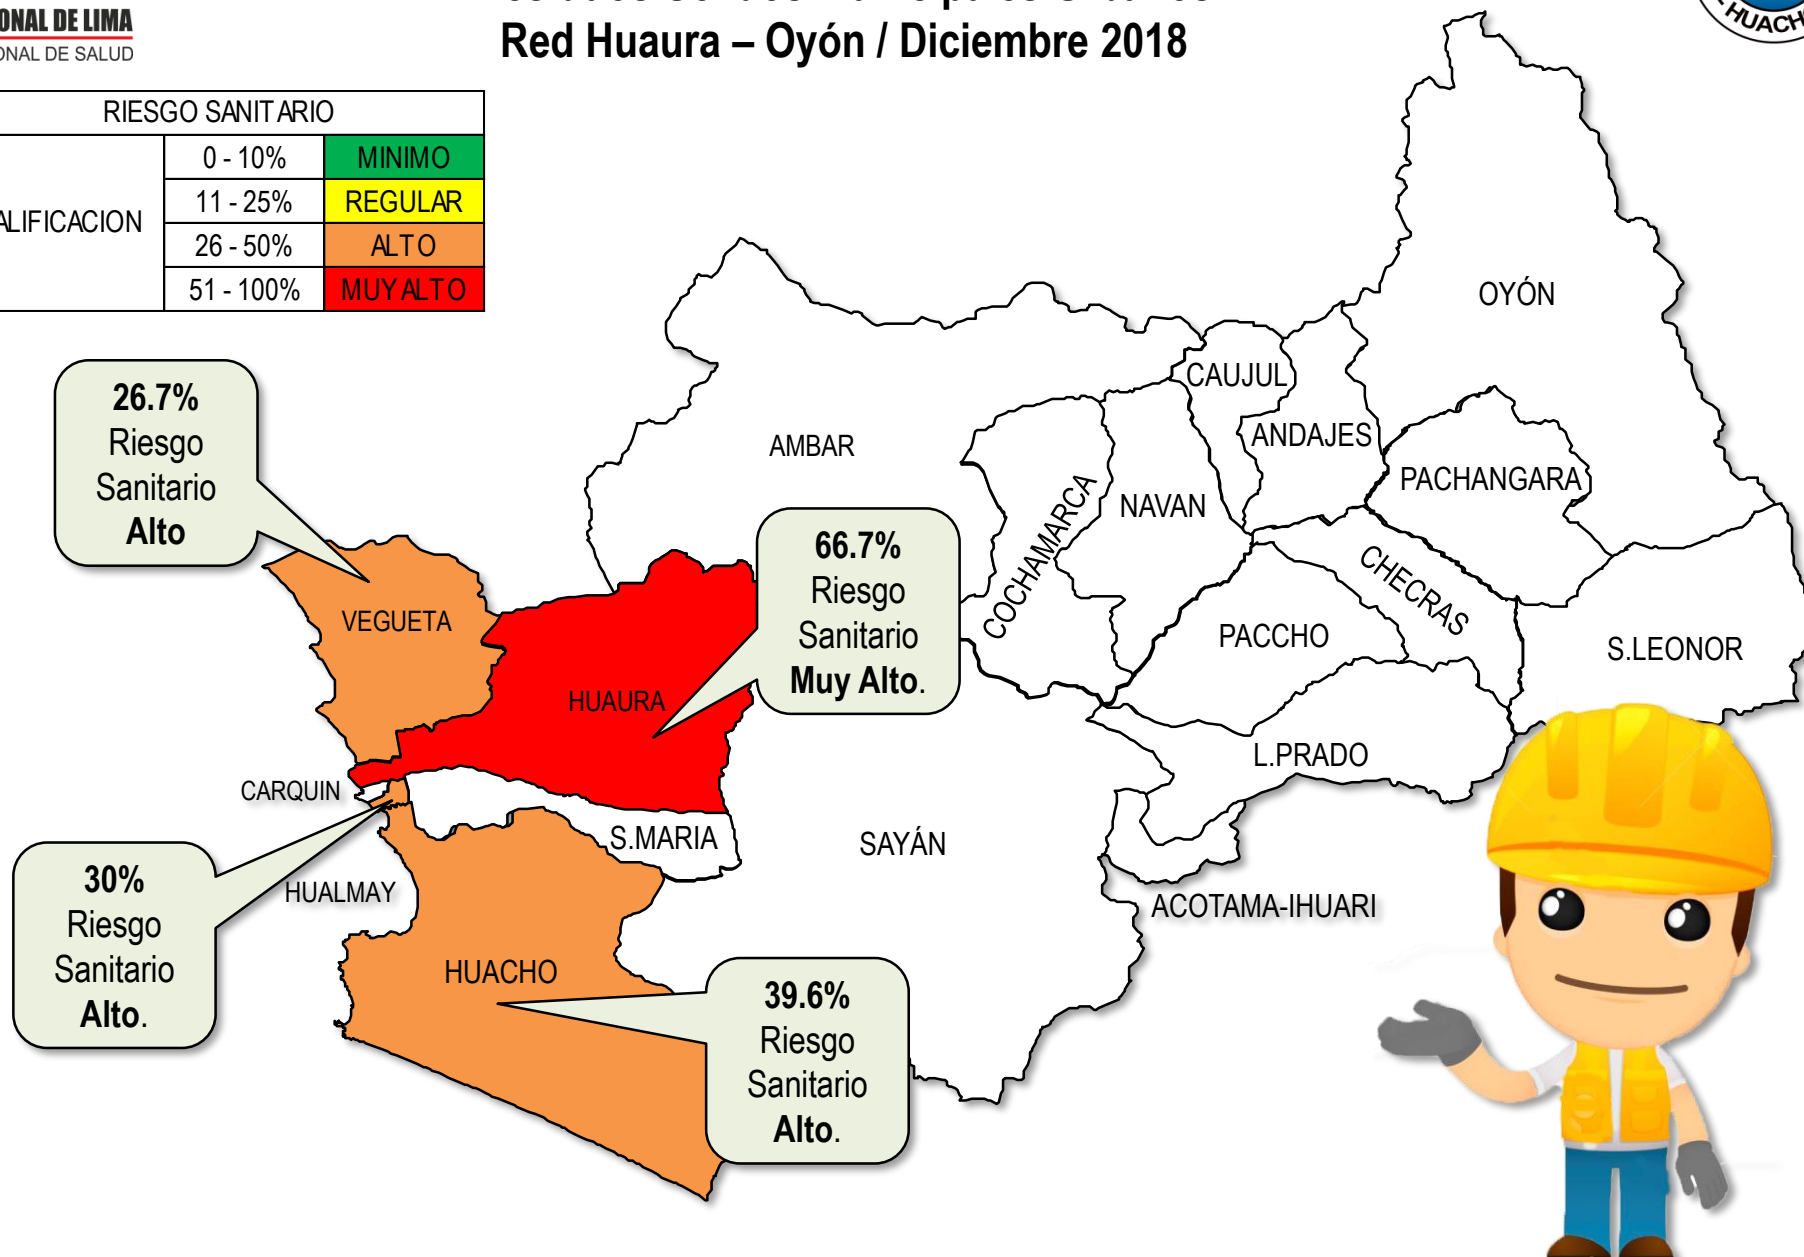 ONAL DE LIMA
ONAL DE SALUD
Red Huaura – Oyón / Diciembre 2018
HUACH
RIESGO SANITARIO
ALIFICACION
0 - 10% MINIMO
11 - 25% REGULAR
26 - 50% ALTO
51 - 100% MUY ALTO
26.7%
Riesgo
Sanitario
Alto
66.7%
Riesgo
Sanitario
Muy Alto.
30%
Riesgo
Sanitario
Alto.
39.6%
Riesgo
Sanitario
Alto.
OYÓN
CAUJUL
ANDAJES
AMBAR
PACHANGARA
NAVAN
COCHAMARCA
CHECRAS
VEGUETA
PACCHO
S.LEONOR
HUAURA
L.PRADO
CARQUIN
S.MARIA
SAYÁN
HUALMAY
ACOTAMA-IHUARI
HUACHO